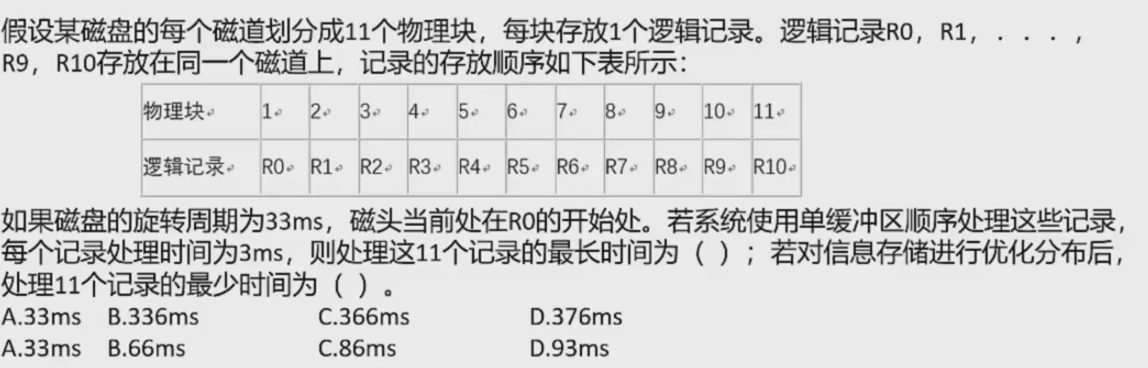 假设某磁盘的每个磁道划分成11个物理块，每块存放1个逻辑记录。逻辑记录R0，R1，．．．，
R9，R10存放在同一个磁道上，记录的存放顺序如下表所示：
物理块 1 2 3 4 5 6 7 8 9 10 11
逻辑记录 R0 R1 R2 R3 R4 R5 R6 R7 R8 R9 R10
如果磁盘的旋转周期为33ms，磁头当前处在R0的开始处。若系统使用单缓冲区顺序处理这些记录，
每个记录处理时间为3ms，则处理这11个记录的最长时间为（ ）；若对信息存储进行优化分布后，
处理11个记录的最少时间为（ ）。
A.33ms B.336ms C.366ms D.376ms
A.33ms B.66ms C.86ms D.93ms